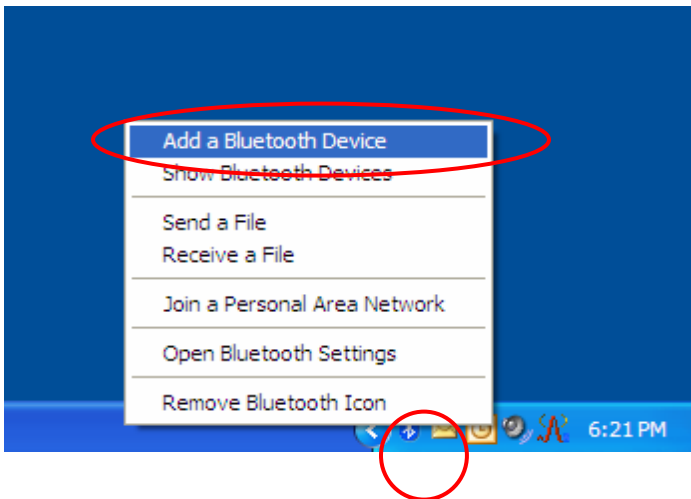 Add a Bluetooth Device
Show Bluetooth Devices
Send a File
Receive a File
Join a Personal Area Network
Open Bluetooth Settings
Remove Bluetooth Icon
6:21 PM